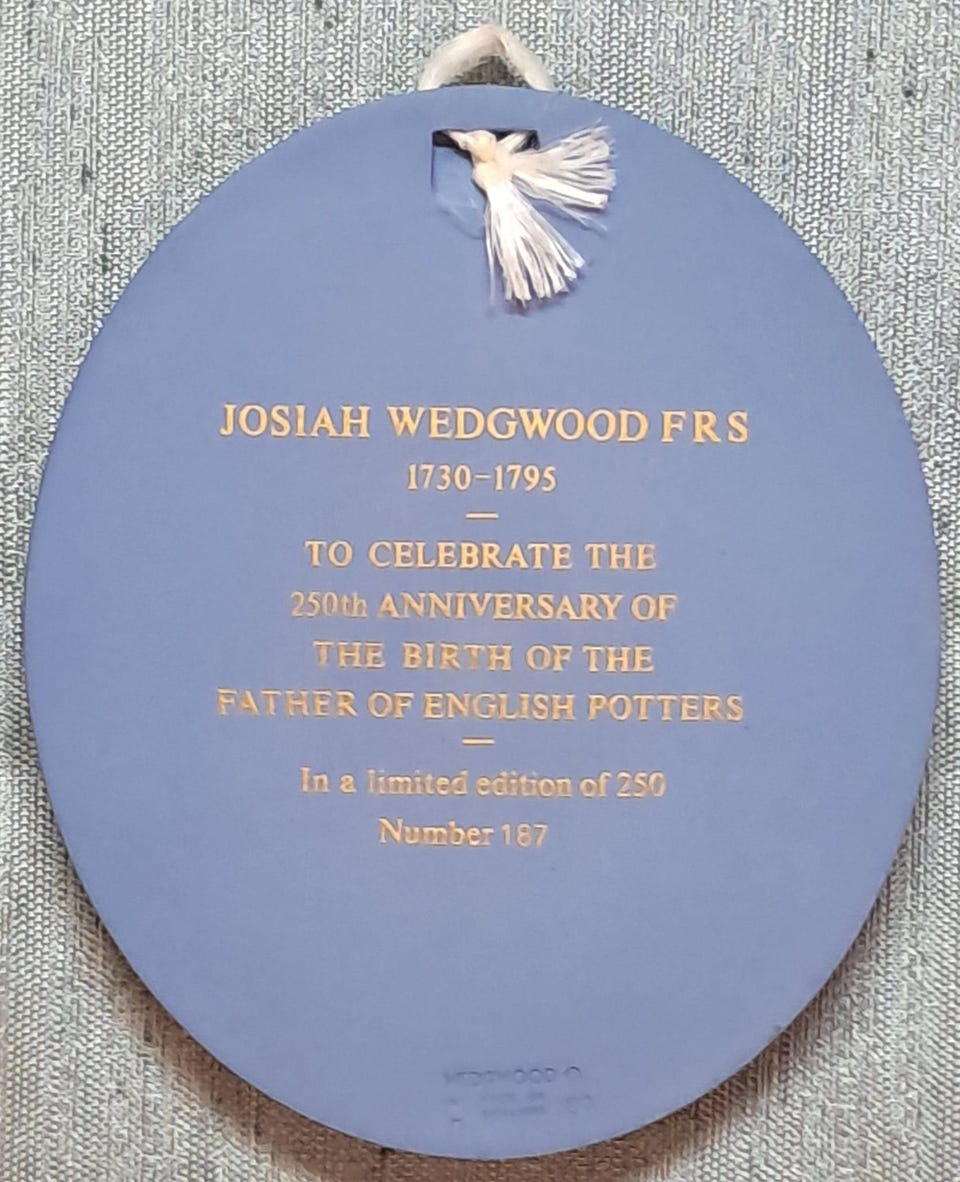 JOSIAH WEDGWOOD F R S
1730-1795
TO CELEBRATE THE
250th ANNIVERSARY OF
THE BIRTH OF THE
FATHER OF ENGLISH POTTERS
In a limited edition of 250
Number 187
WEDGWOOD